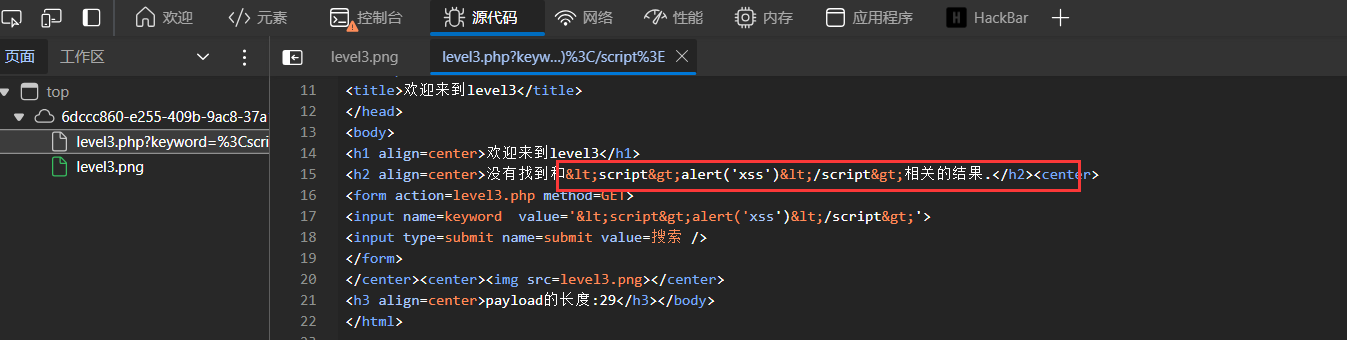 欢迎 元素 控制台 源代码 网络 性能 内存 应用程序 H HackBar
页面 工作区 level3.png level3.php?keyw...)%3C/script%3E
top
6dccc860-e255-409b-9ac8-37a
level3.php?keyword=%3Cscri
level3.png
11 <title>欢迎来到level3</title>
12 </head>
13 <body>
14 <h1 align=center>欢迎来到level3</h1>
15 <h2 align=center>没有找到和&lt;script&gt;alert('xss')&lt;/script&gt;相关的结果.</h2><center>
16 <form action=level3.php method=GET>
17 <input name=keyword  value='&lt;script&gt;alert('xss')&lt;/script&gt;'>
18 <input type=submit name=submit value=搜索 />
19 </form>
20 </center><center><img src=level3.png></center>
21 <h3 align=center>payload的长度:29</h3></body>
22 </html>